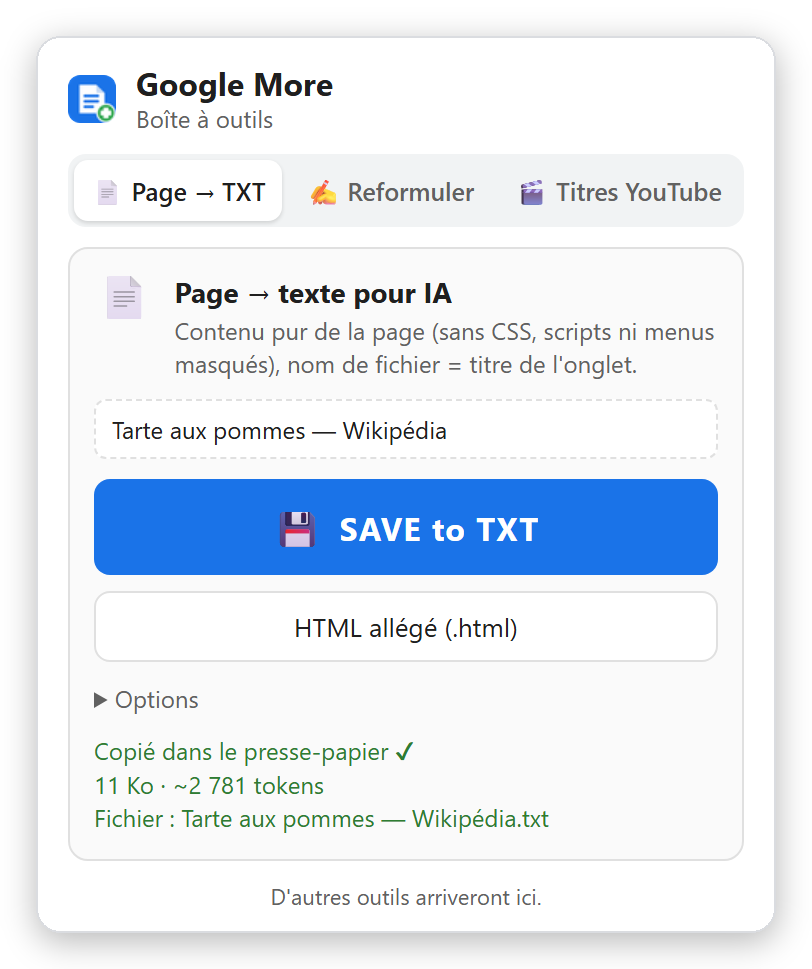 Google More
Boîte à outils
Page → TXT
Reformuler
Titres YouTube
Page → texte pour IA
Contenu pur de la page (sans CSS, scripts ni menus
masqués), nom de fichier = titre de l'onglet.
Tarte aux pommes — Wikipédia
SAVE to TXT
HTML allégé (.html)
▶ Options
Copié dans le presse-papier ✓
11 Ko · ~2 781 tokens
Fichier : Tarte aux pommes — Wikipédia.txt
D'autres outils arriveront ici.